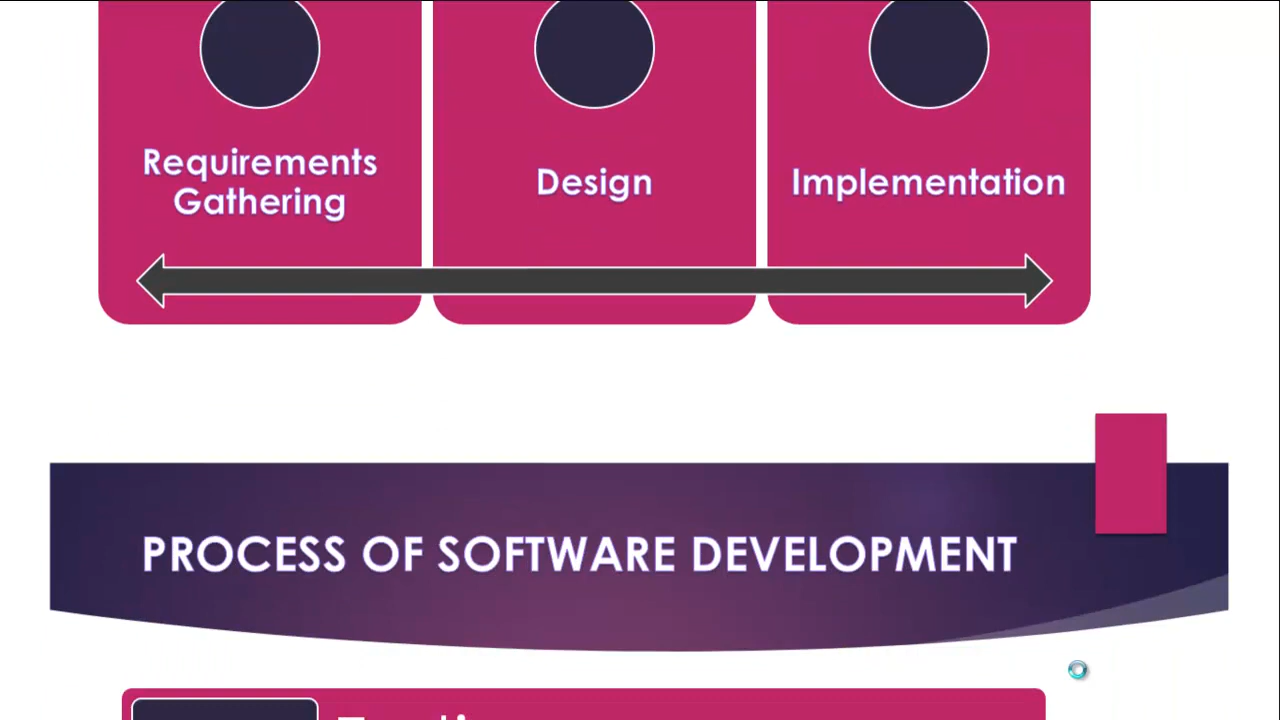 Requirements
Gathering
Design
Implementation
PROCESS OF SOFTWARE DEVELOPMENT